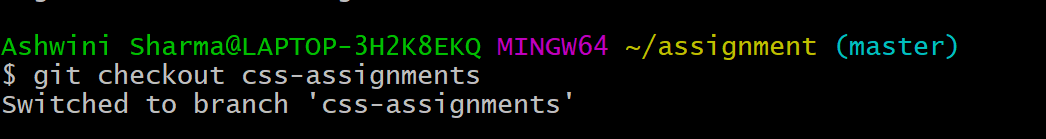 Ashwini Sharma@LAPTOP-3H2K8EKQ MINGW64 ~/assignment (master)
$ git checkout css-assignments
Switched to branch 'css-assignments'